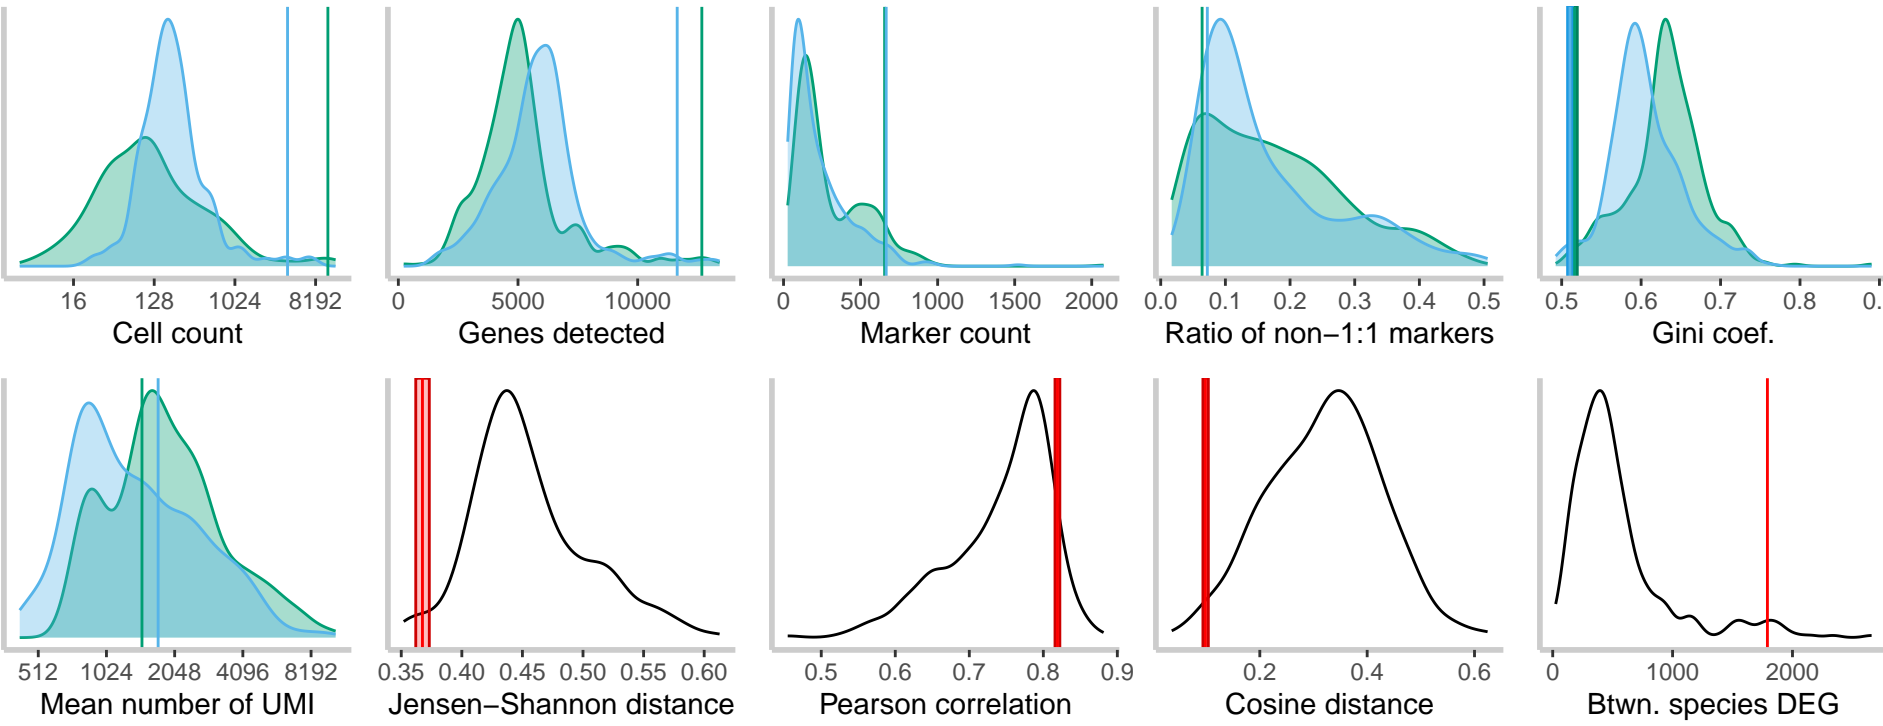 16 128 1024 8192
Cell count
0 5000 10000
Genes detected
0 500 1000 1500 2000
Marker count
0.0 0.1 0.2 0.3 0.4 0.5
Ratio of non−1:1 markers
0.5 0.6 0.7 0.8 0.
Gini coef.
512 1024 2048 4096 8192
Mean number of UMI
0.35 0.40 0.45 0.50 0.55 0.60
Jensen−Shannon distance
0.5 0.6 0.7 0.8 0.9
Pearson correlation
0.2 0.4 0.6
Cosine distance
0 1000 2000
Btwn. species DEG